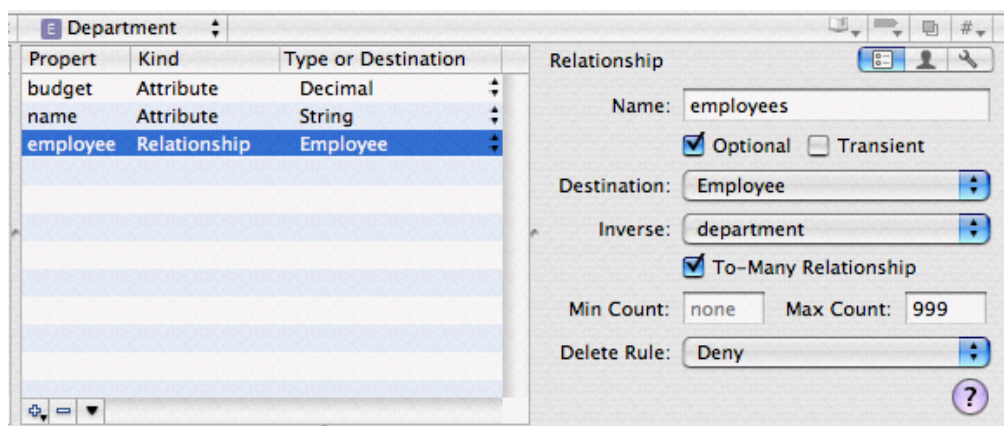 E Department
#
Propert Kind Type or Destination
budget Attribute Decimal
name Attribute String
employee Relationship Employee
Relationship
Name: employees
Optional Transient
Destination: Employee
Inverse: department
To-Many Relationship
Min Count: none Max Count: 999
Delete Rule: Deny
?